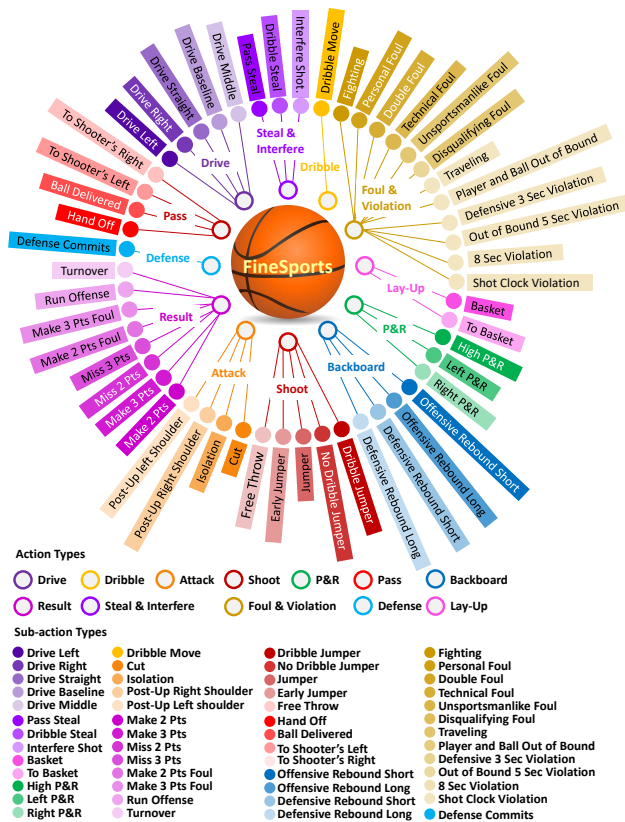 Drive Left
Drive Right
Drive Straight
Drive Baseline
Drive Middle
Pass Steal
Dribble Steal
Interfere Shot.
Dribble Move
Fighting
Personal Foul
Double Foul
Technical Foul
Unsportsmanlike Foul
Disqualifying Foul
Traveling
Player and Ball Out of Bound
Defensive 3 Sec Violation
Out of Bound 5 Sec Violation
8 Sec Violation
Shot Clock Violation
Basket
To Basket
High P&R
Left P&R
Right P&R
Offensive Rebound Short
Offensive Rebound Long
Defensive Rebound Short
Defensive Rebound Long
Dribble Jumper
No Dribble Jumper
Jumper
Early Jumper
Free Throw
Cut
Isolation
Post-Up Right Shoulder
Post-Up left Shoulder
Make 2 Pts
Make 3 Pts
Miss 2 Pts
Miss 3 Pts
Make 2 Pts Foul
Make 3 Pts Foul
Run Offense
Turnover
Defense Commits
Hand Off
Ball Delivered
To Shooter's Left
To Shooter's Right
Drive
Steal &
Interfere
Dribble
Foul &
Violation
Pass
Defense
FineSports
Lay-Up
Result
P&R
Attack
Shoot
Backboard
Action Types
Drive Dribble Attack Shoot P&R Pass Backboard
Result Steal & Interfere Foul & Violation Defense Lay-Up
Sub-action Types
Drive Left
Drive Right
Drive Straight
Drive Baseline
Drive Middle
Pass Steal
Dribble Steal
Interfere Shot
Basket
To Basket
High P&R
Left P&R
Right P&R
Dribble Move
Cut
Isolation
Post-Up Right Shoulder
Post-Up Left shoulder
Make 2 Pts
Make 3 Pts
Miss 2 Pts
Miss 3 Pts
Make 2 Pts Foul
Make 3 Pts Foul
Run Offense
Turnover
Dribble Jumper
No Dribble Jumper
Jumper
Early Jumper
Free Throw
Hand Off
Ball Delivered
To Shooter's Left
To Shooter's Right
Offensive Rebound Short
Offensive Rebound Long
Defensive Rebound Short
Defensive Rebound Long
Fighting
Personal Foul
Double Foul
Technical Foul
Unsportsmanlike Foul
Disqualifying Foul
Traveling
Player and Ball Out of Bound
Defensive 3 Sec Violation
Out of Bound 5 Sec Violation
8 Sec Violation
Shot Clock Violation
Defense Commits